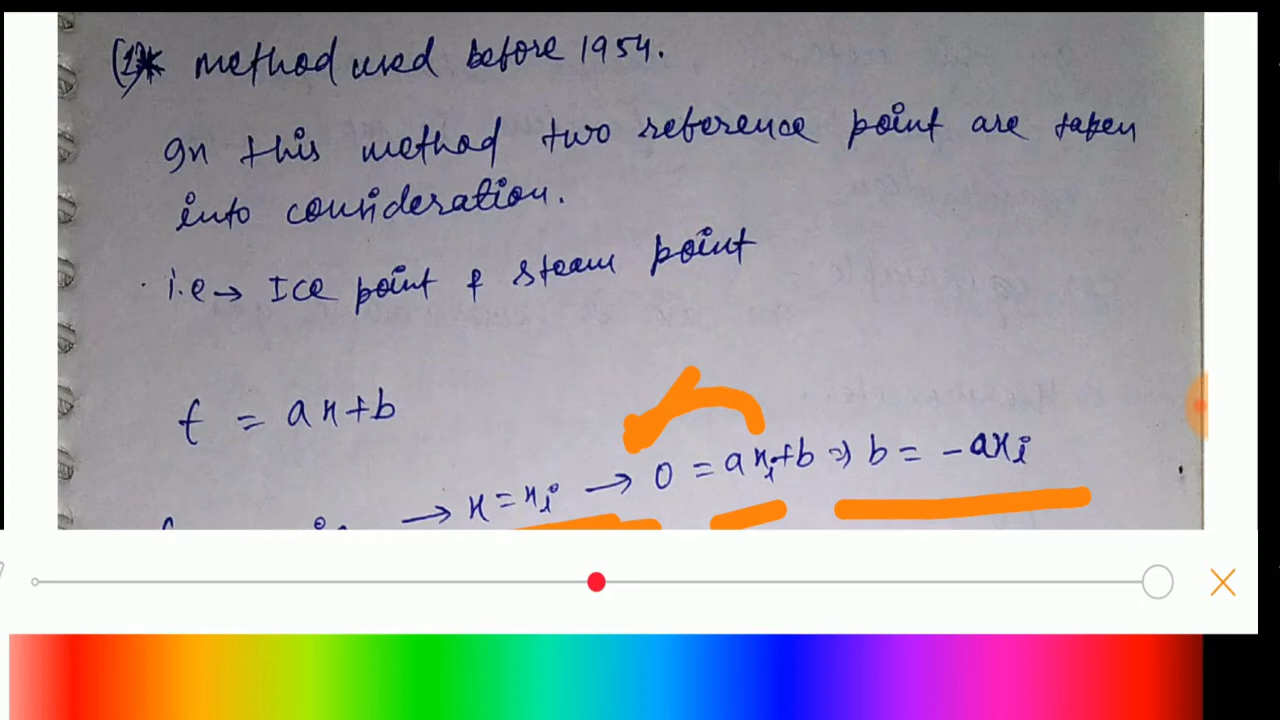 (1)* method used before 1954.
In this method two reference point are taken
into consideration.
i.e → Ice point & steam point
t = ax+b
→ x = xi → 0 = axi+b ⇒ b = -axi